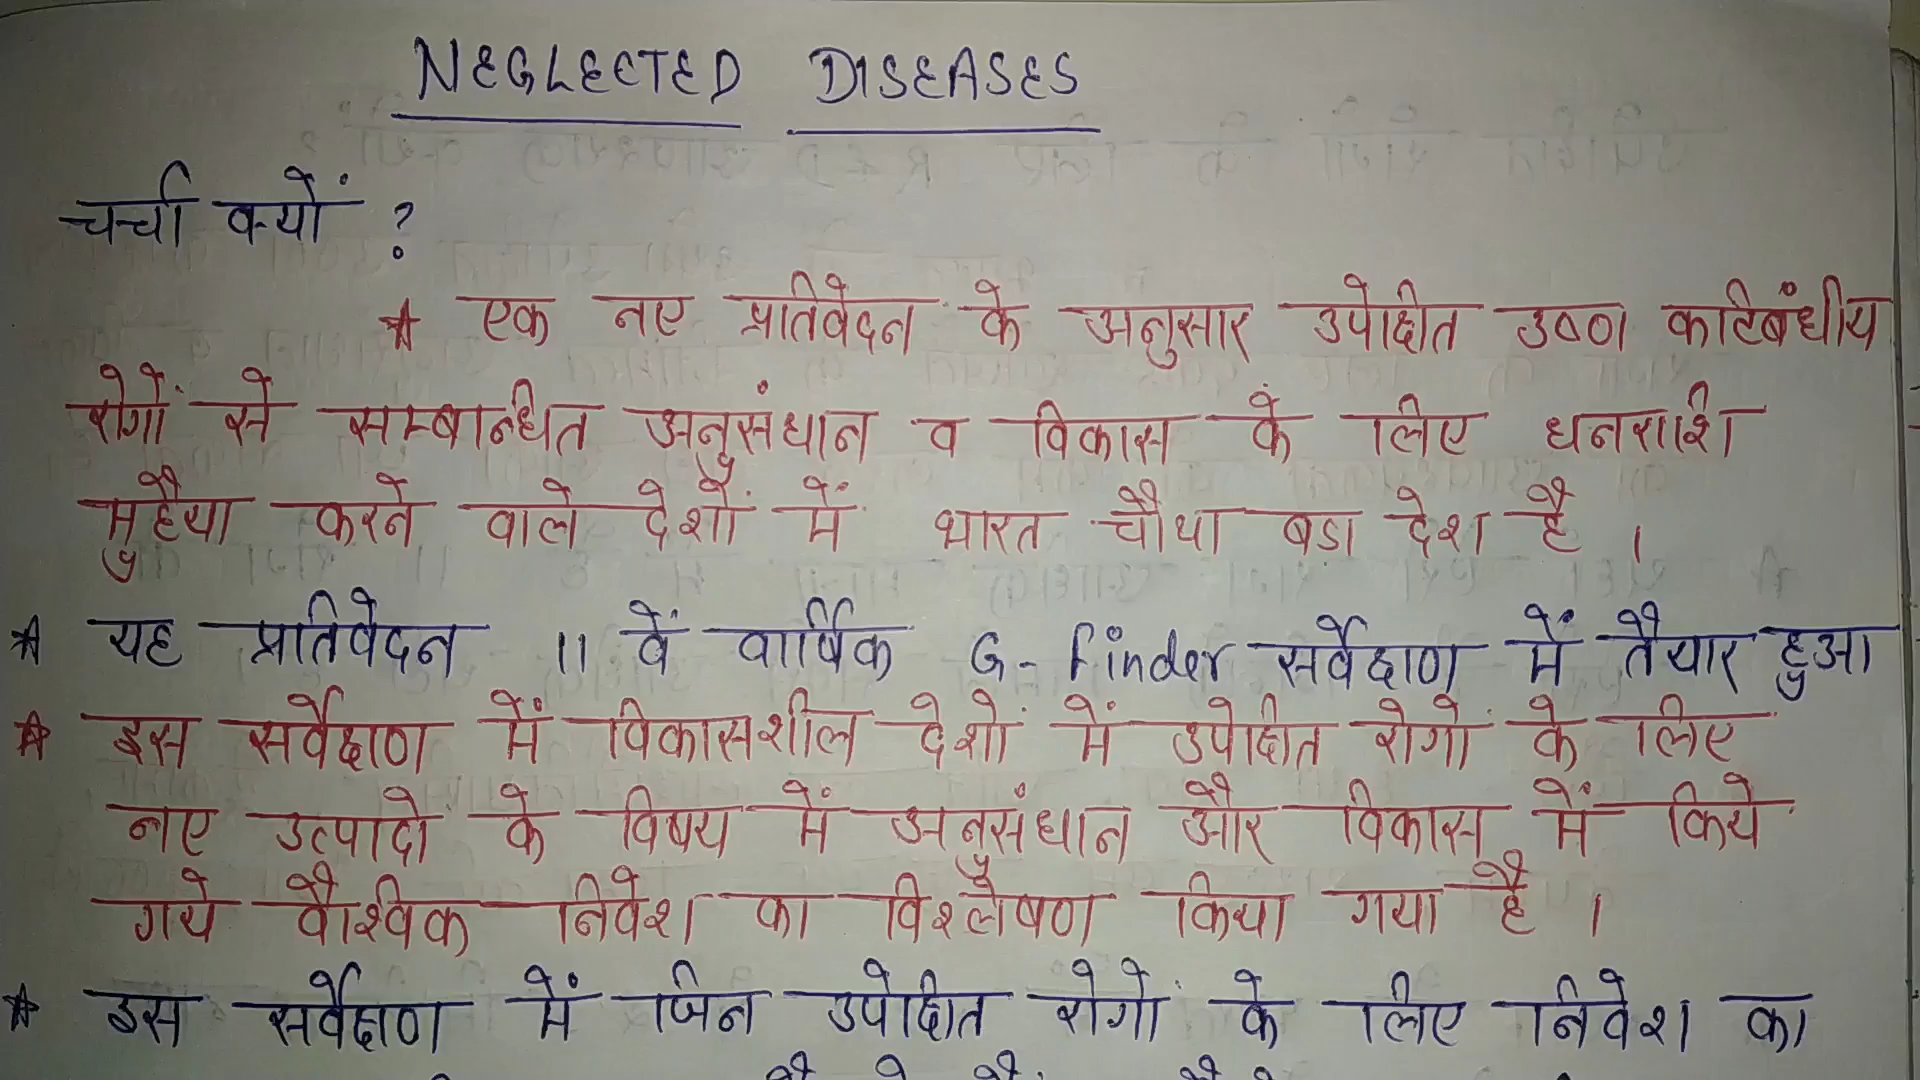 NEGLECTED DISEASES
चर्चा क्यों ?
* एक नए प्रतिवेदन के अनुसार उपेक्षित उष्ण कटिबंधीय
रोगों से सम्बन्धित अनुसंधान व विकास के लिए धनराशि
मुहैया करने वाले देशों में भारत चौथा बडा देश है ।
* यह प्रतिवेदन 11 वें वार्षिक G-Finder सर्वेक्षण में तैयार हुआ
* इस सर्वेक्षण में विकासशील देशों में उपेक्षित रोगों के लिए
नए उत्पादो के विषय में अनुसंधान और विकास में किये
गये वैश्विक निवेश का विश्लेषण किया गया है ।
* इस सर्वेक्षण में जिन उपेक्षित रोगों के लिए निवेश का